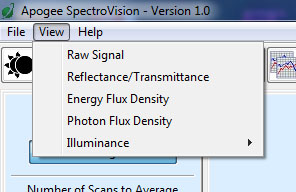 Apogee SpectroVision - Version 1.0
File View Help
Raw Signal
Reflectance/Transmittance
Energy Flux Density
Photon Flux Density
Illuminance
Number of Scans to Average